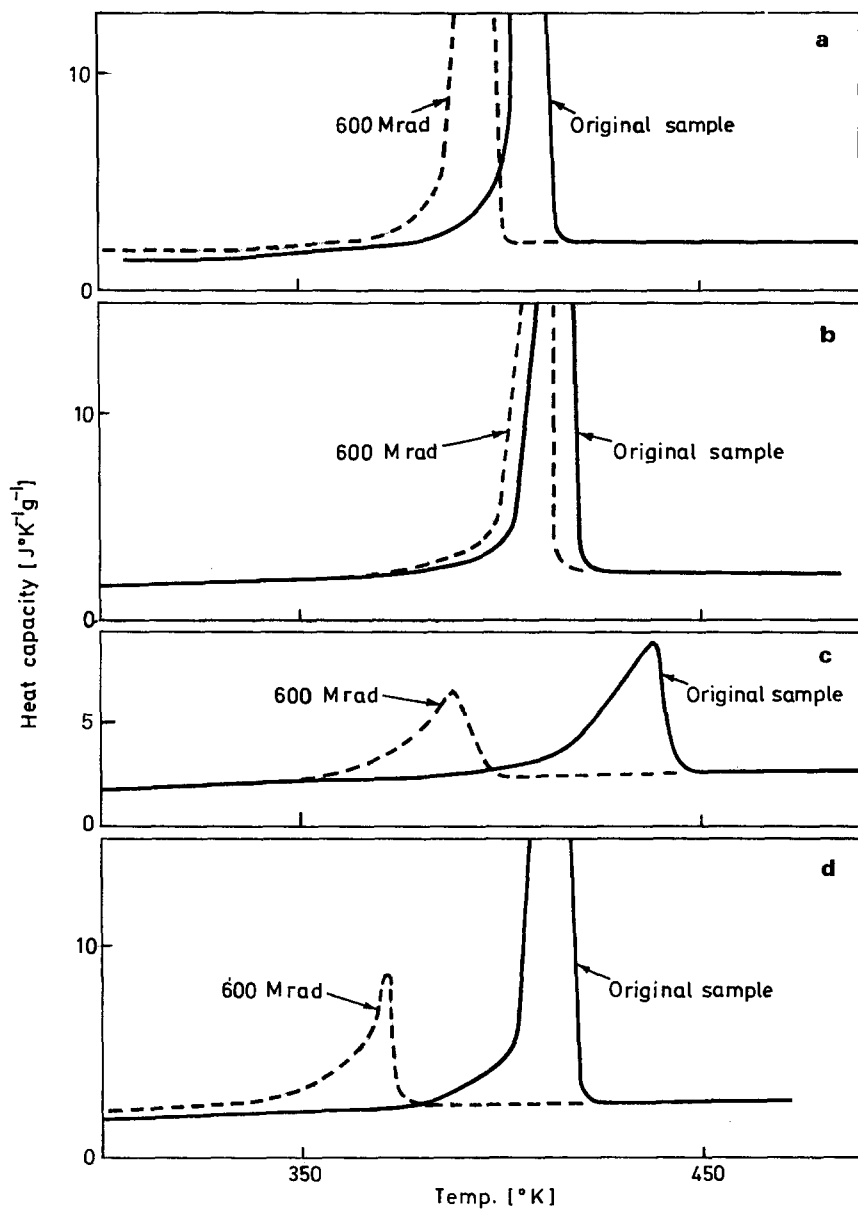 a
10
600 Mrad
Original sample
0
b
10
600 Mrad
Original sample
0
c
600 Mrad
Original sample
5
0
d
10
600 Mrad
Original sample
0
350
450
Temp. [°K]
Heat capacity [J°K⁻¹g⁻¹]